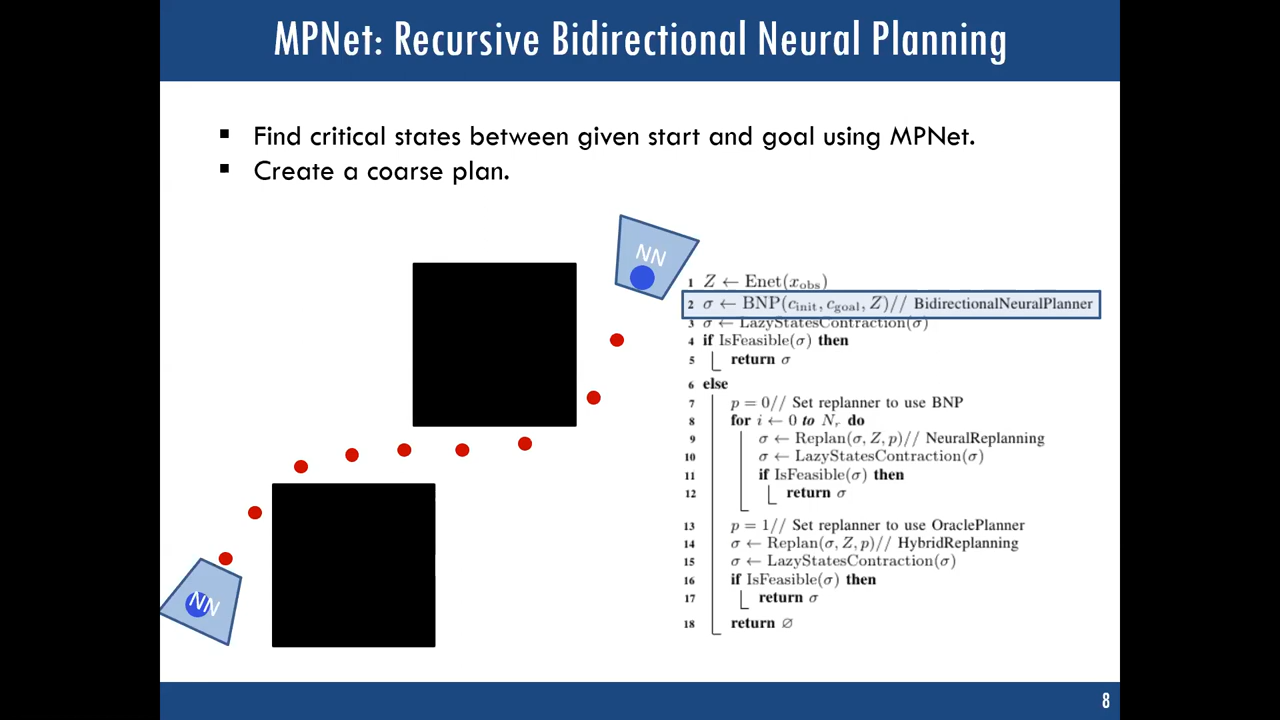 MPNet: Recursive Bidirectional Neural Planning
▪ Find critical states between given start and goal using MPNet.
▪ Create a coarse plan.
NN
NN
1 Z ← Enet(x_obs)
2 σ ← BNP(c_init, c_goal, Z)// BidirectionalNeuralPlanner
3 σ ← LazyStatesContraction(σ)
4 if IsFeasible(σ) then
5 return σ
6 else
7 p = 0// Set replanner to use BNP
8 for i ← 0 to N_r do
9 σ ← Replan(σ, Z, p)// NeuralReplanning
10 σ ← LazyStatesContraction(σ)
11 if IsFeasible(σ) then
12 return σ
13 p = 1// Set replanner to use OraclePlanner
14 σ ← Replan(σ, Z, p)// HybridReplanning
15 σ ← LazyStatesContraction(σ)
16 if IsFeasible(σ) then
17 return σ
18 return ∅
8